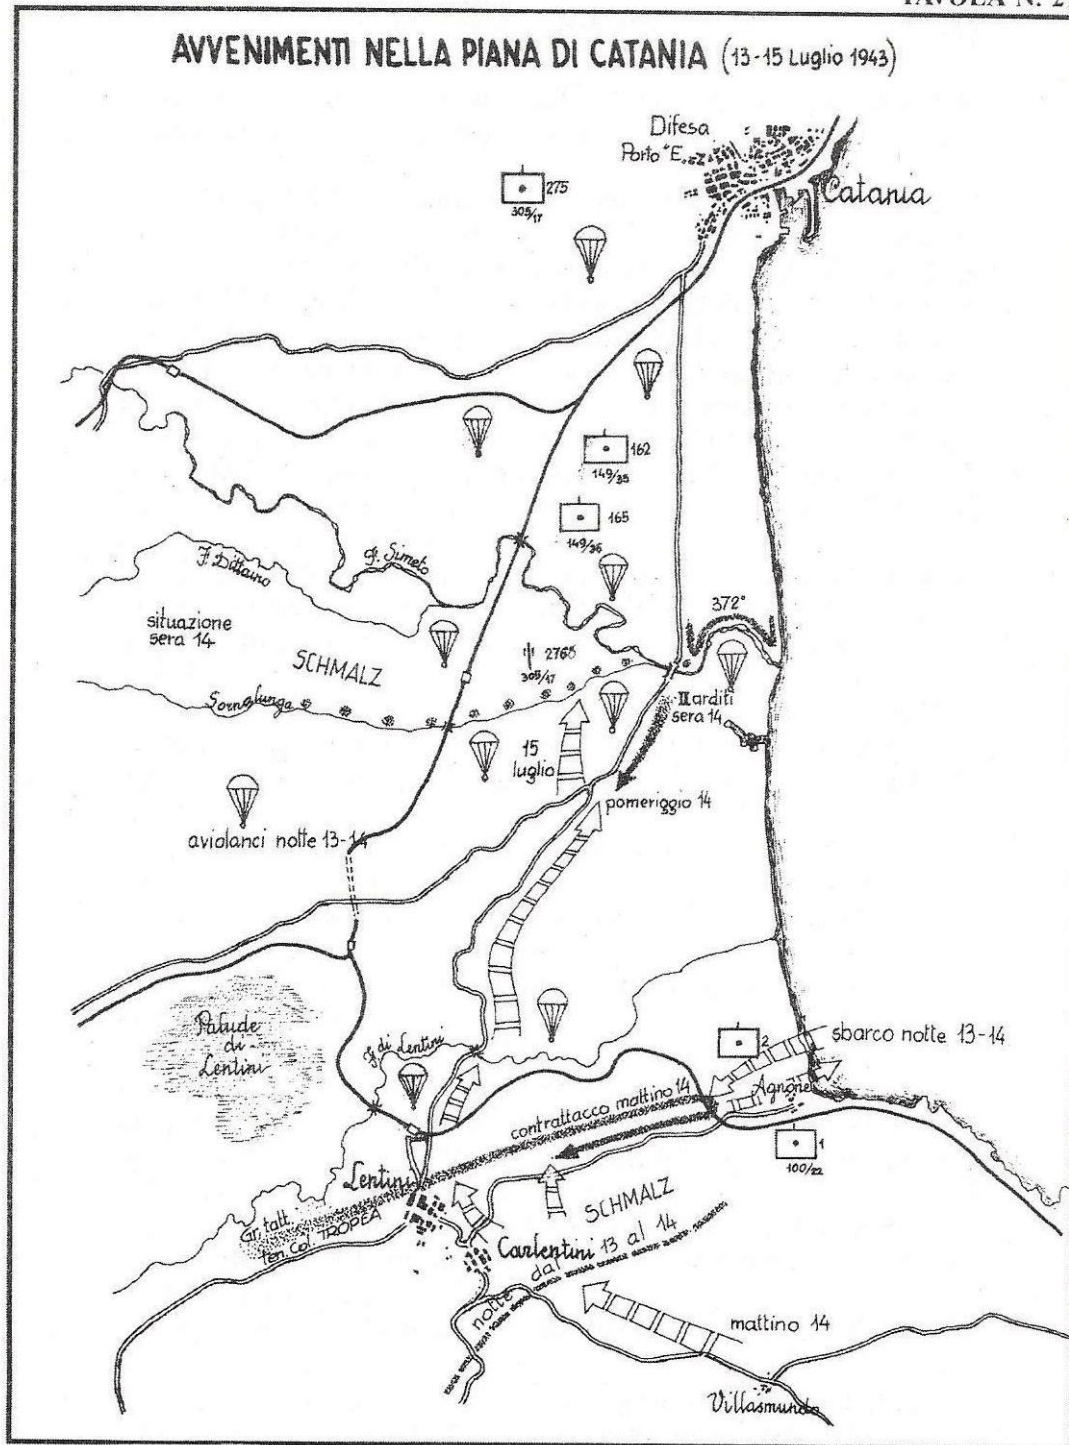 TAVOLA N. 2
AVVENIMENTI NELLA PIANA DI CATANIA (13-15 Luglio 1943)
Difesa
Porto "E„
Catania
275
305/17
162
149/35
165
149/35
F. Dittaino
f. Simeto
372°
situazione
sera 14
SCHMALZ
276
305/17
Sornalunga
II arditi
sera 14
15
luglio
pomeriggio 14
aviolanci notte 13-14
Palude
di
Lentini
f. di Lentini
2
sbarco notte 13-14
Agnone
contrattacco mattino 14
1
100/22
Lentini
SCHMALZ
Gr. tatt.
ten. col. TROPEA
Carlentini
notte dal 13 al 14
mattino 14
Villasmundo